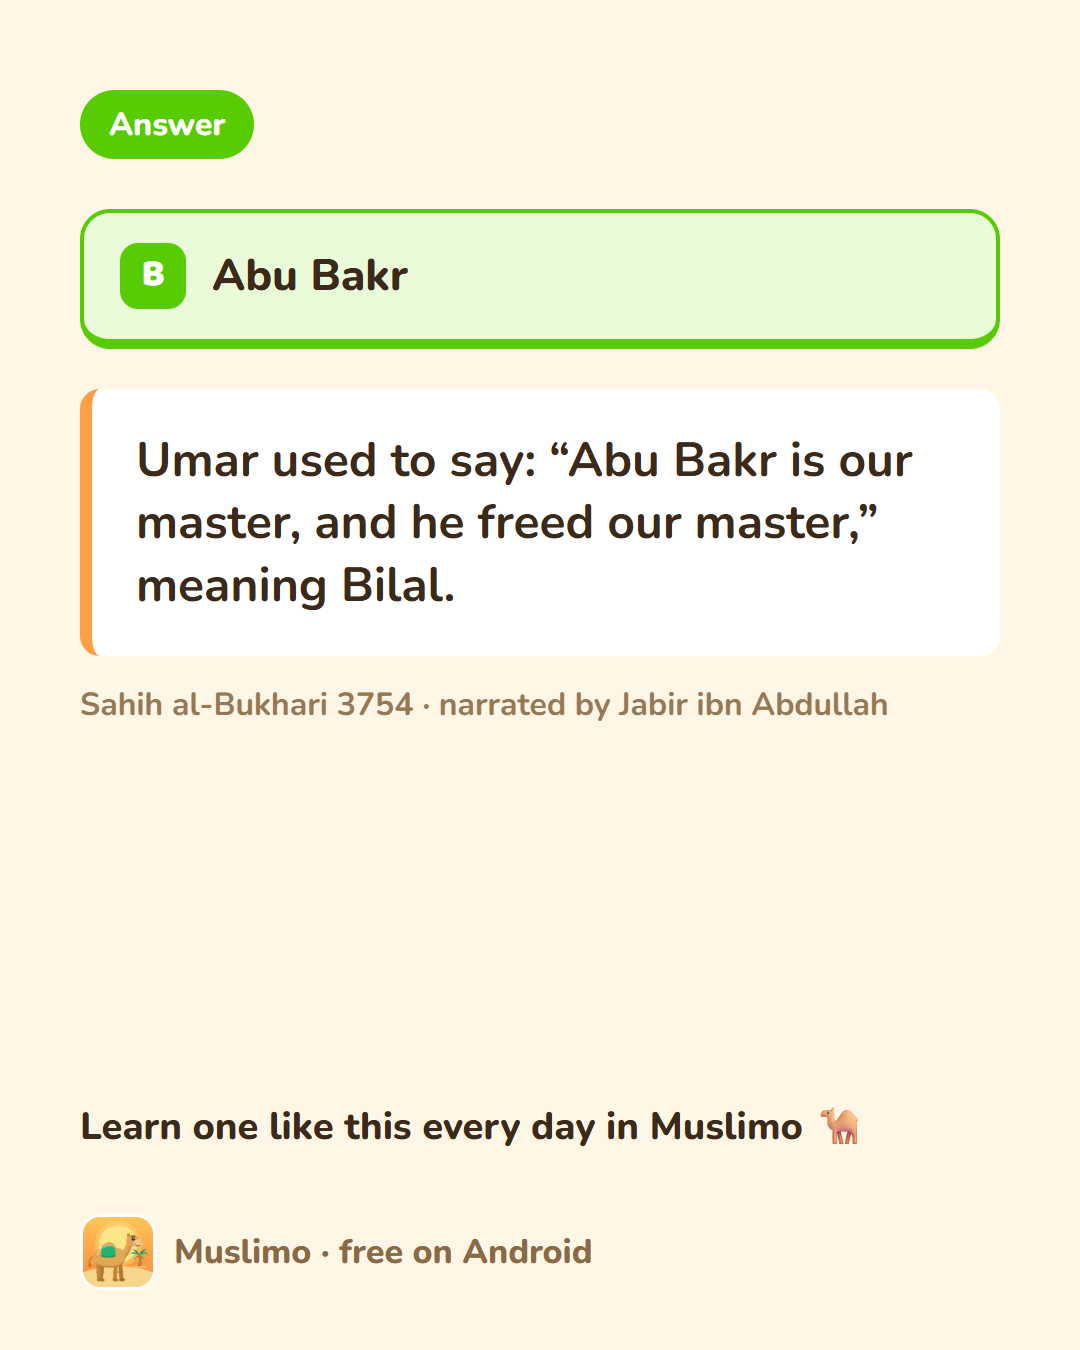 Answer
B Abu Bakr
Umar used to say: “Abu Bakr is our
master, and he freed our master,”
meaning Bilal.
Sahih al-Bukhari 3754 · narrated by Jabir ibn Abdullah
Learn one like this every day in Muslimo 🐪
Muslimo · free on Android